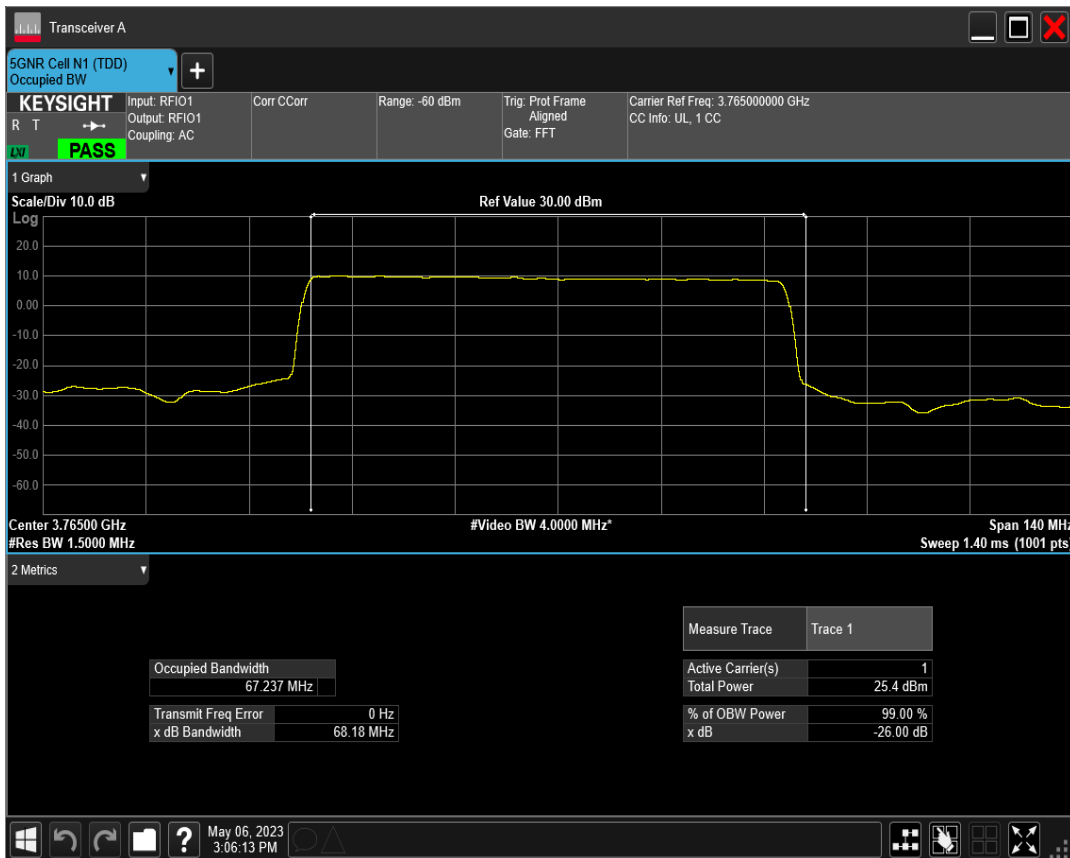 Transceiver A
5GNR Cell N1 (TDD)
Occupied BW
KEYSIGHT
R T
LXI
PASS
Input: RFIO1
Output: RFIO1
Coupling: AC
Corr CCorr
Range: -60 dBm
Trig: Prot Frame
Aligned
Gate: FFT
Carrier Ref Freq: 3.765000000 GHz
CC Info: UL, 1 CC
1 Graph
Scale/Div 10.0 dB
Ref Value 30.00 dBm
Log
20.0
10.0
0.00
-10.0
-20.0
-30.0
-40.0
-50.0
-60.0
Center 3.76500 GHz
#Video BW 4.0000 MHz*
Span 140 MHz
#Res BW 1.5000 MHz
Sweep 1.40 ms (1001 pts)
2 Metrics
Measure Trace Trace 1
Occupied Bandwidth
67.237 MHz
Active Carrier(s) 1
Total Power 25.4 dBm
Transmit Freq Error 0 Hz
x dB Bandwidth 68.18 MHz
% of OBW Power 99.00 %
x dB -26.00 dB
?
May 06, 2023
3:06:13 PM